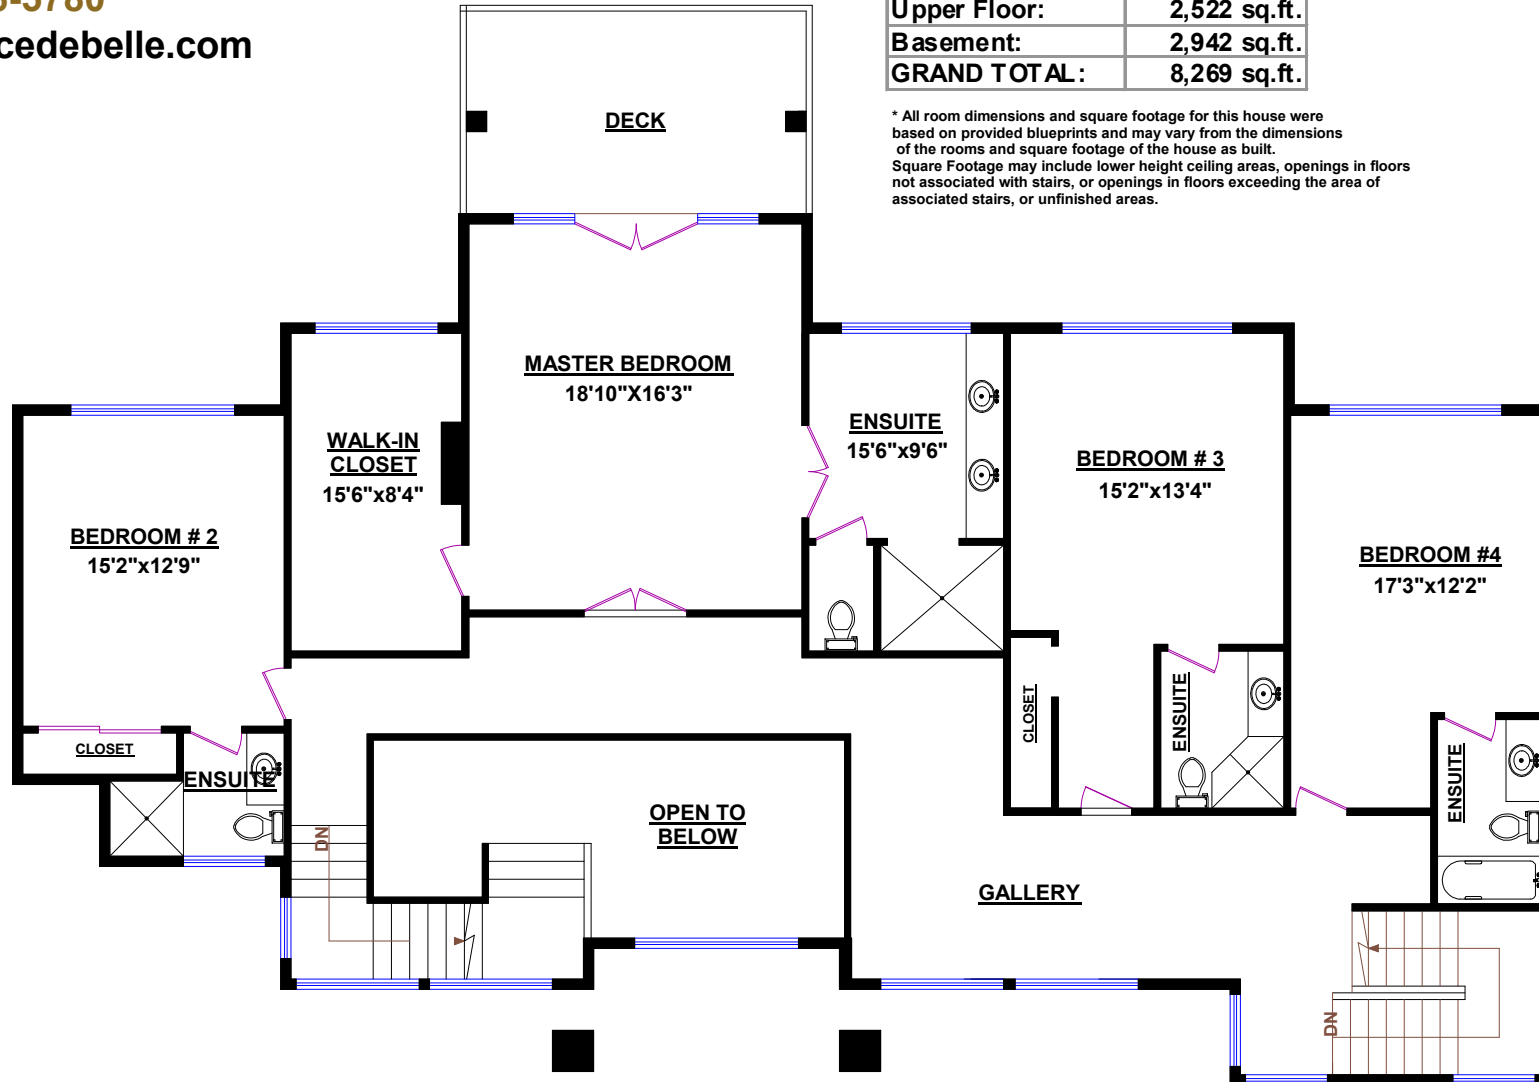 cedebelle.com
Upper Floor: 2,522 sq.ft.
Basement: 2,942 sq.ft.
GRAND TOTAL: 8,269 sq.ft.
* All room dimensions and square footage for this house were
based on provided blueprints and may vary from the dimensions
of the rooms and square footage of the house as built.
Square Footage may include lower height ceiling areas, openings in floors
not associated with stairs, or openings in floors exceeding the area of
associated stairs, or unfinished areas.
DECK
MASTER BEDROOM
18'10"X16'3"
WALK-IN
CLOSET
15'6"x8'4"
ENSUITE
15'6"x9'6"
BEDROOM # 3
15'2"x13'4"
BEDROOM # 2
15'2"x12'9"
BEDROOM #4
17'3"x12'2"
CLOSET
ENSUITE
CLOSET
ENSUITE
ENSUITE
OPEN TO
BELOW
DN
GALLERY
DN